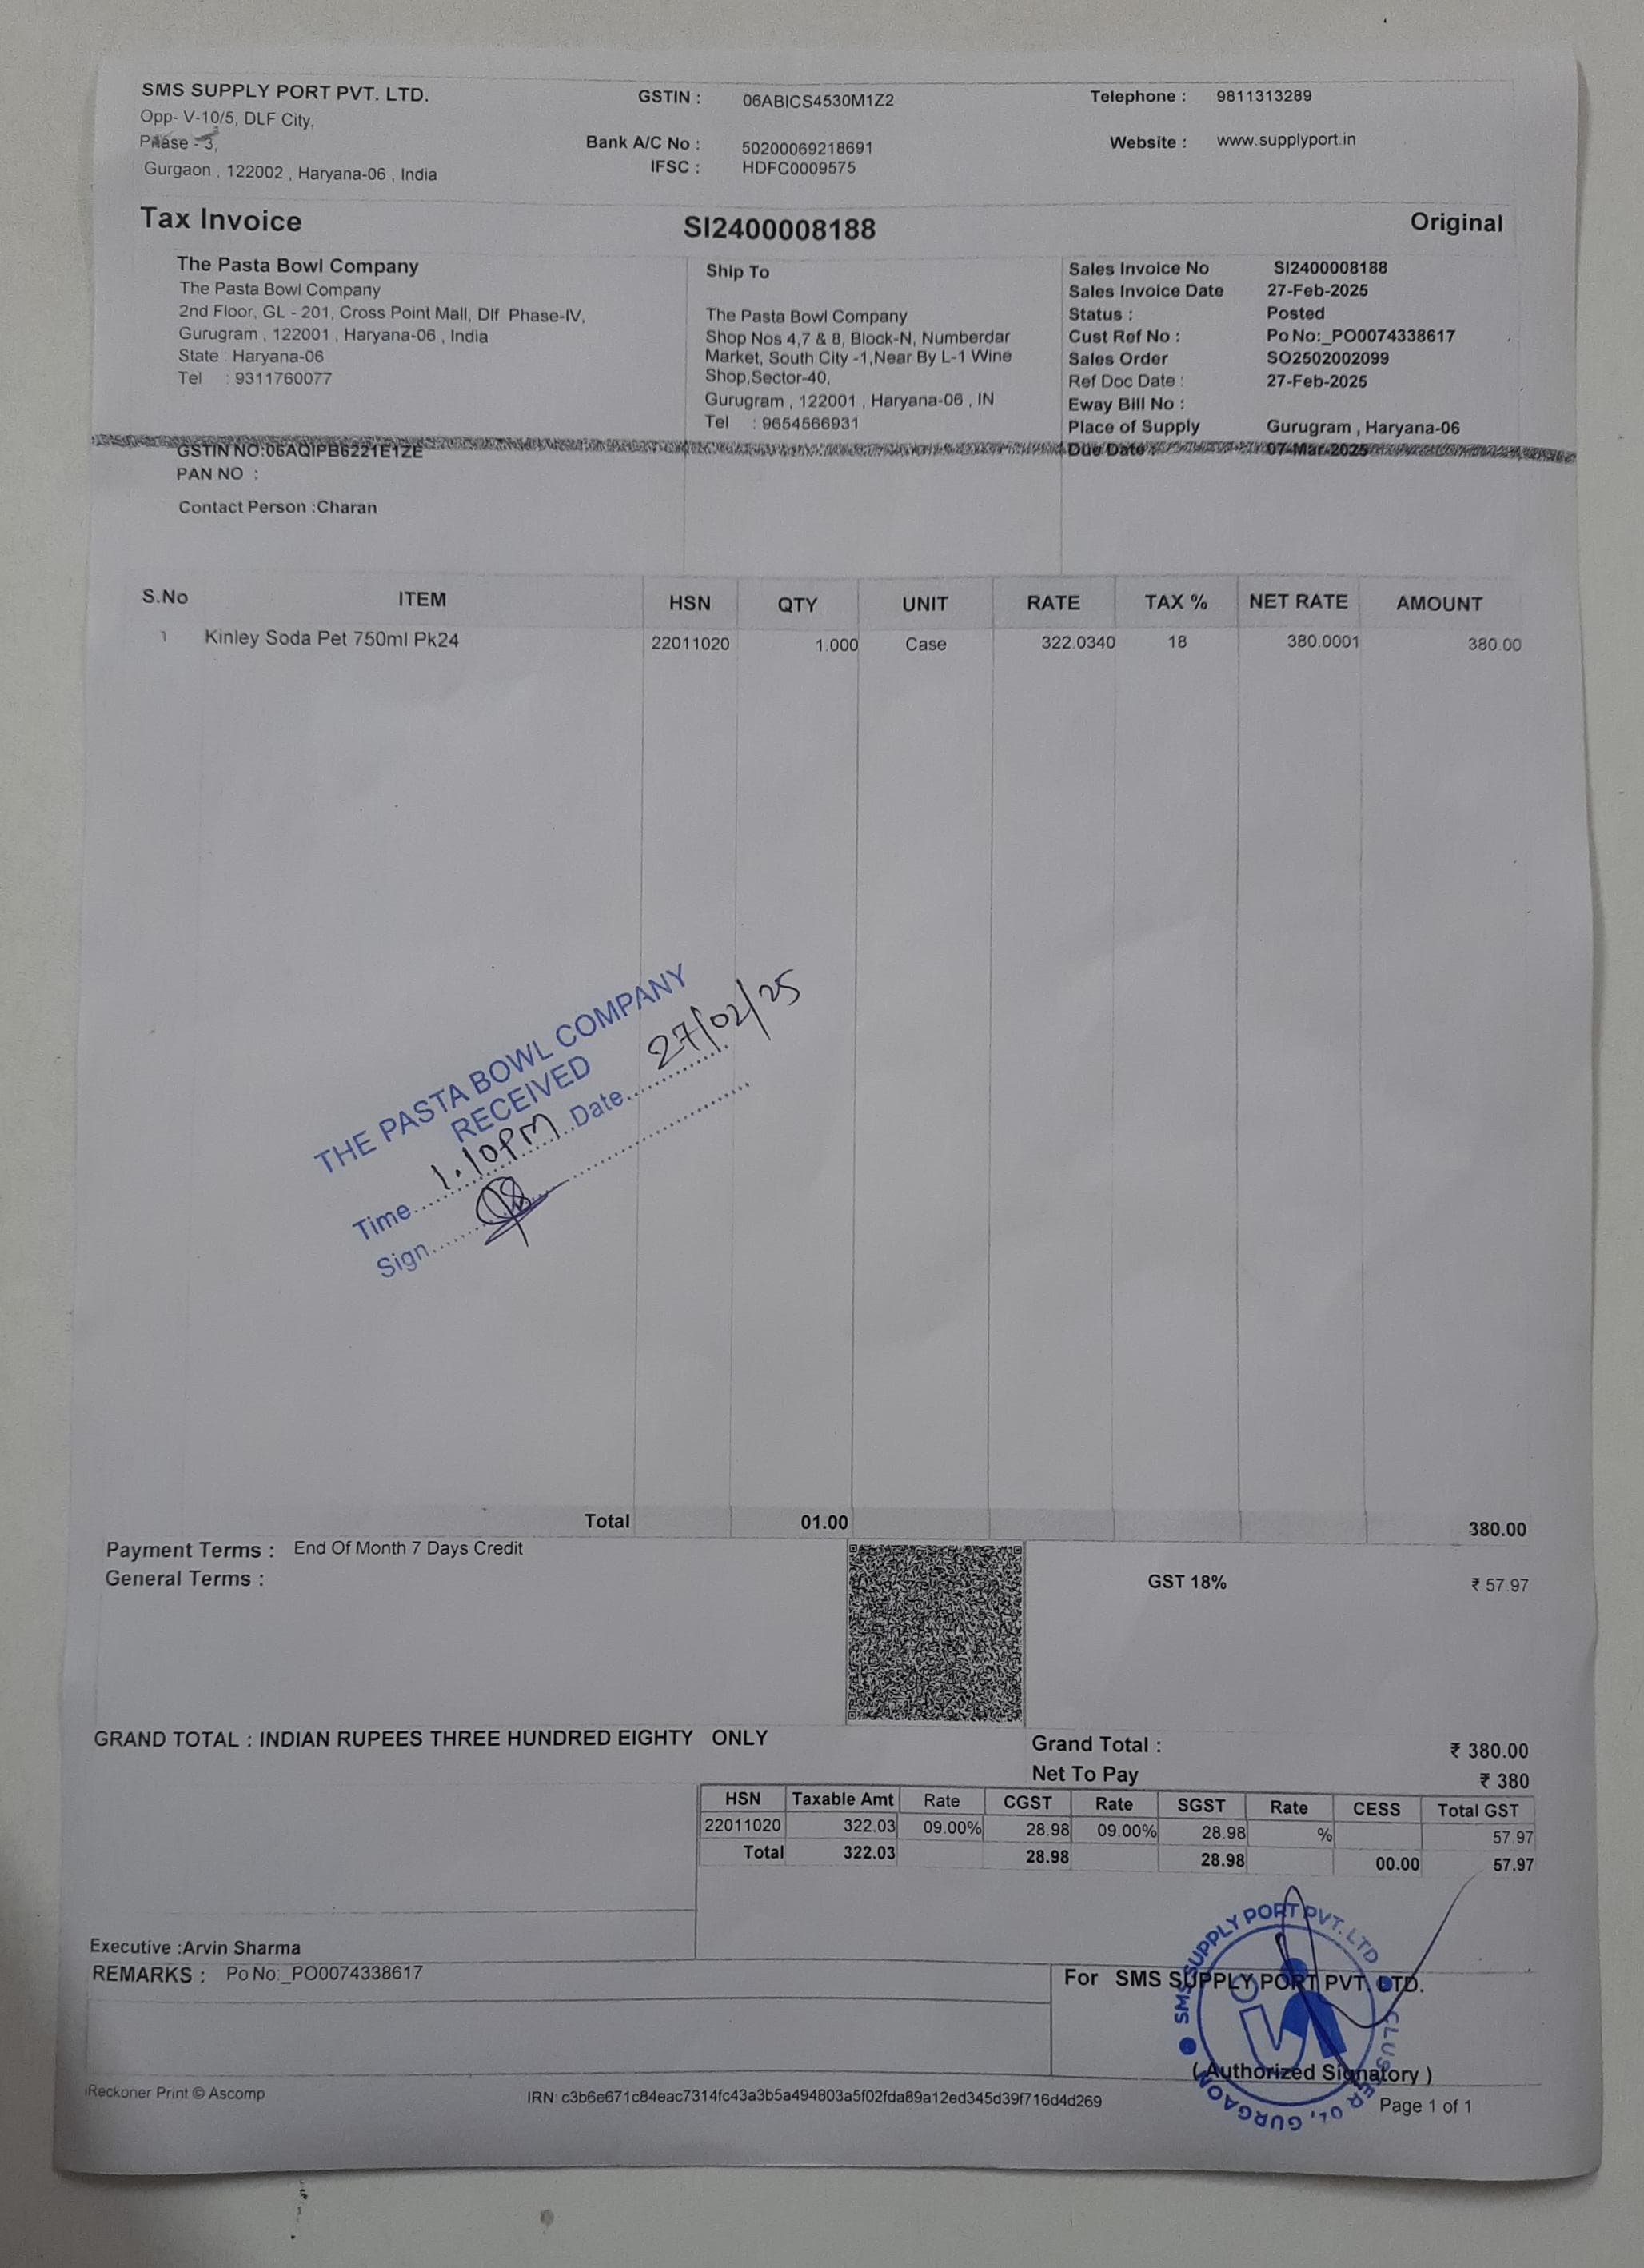 SMS SUPPLY PORT PVT. LTD.
Opp- V-10/5, DLF City,
Phase - 3,
Gurgaon , 122002 , Haryana-06 , India
GSTIN : 06ABICS4530M1Z2
Bank A/C No : 50200069218691
IFSC : HDFC0009575
Telephone : 9811313289
Website : www.supplyport.in
Tax Invoice SI2400008188 Original
The Pasta Bowl Company
The Pasta Bowl Company
2nd Floor, GL - 201, Cross Point Mall, Dlf Phase-IV,
Gurugram , 122001 , Haryana-06 , India
State : Haryana-06
Tel : 9311760077
GSTIN NO:06AQIPB6221E1ZE
PAN NO :
Contact Person :Charan
Ship To
The Pasta Bowl Company
Shop Nos 4,7 & 8, Block-N, Numberdar
Market, South City -1,Near By L-1 Wine
Shop,Sector-40,
Gurugram , 122001 , Haryana-06 , IN
Tel : 9654566931
Sales Invoice No SI2400008188
Sales Invoice Date 27-Feb-2025
Status : Posted
Cust Ref No : Po No:_PO0074338617
Sales Order SO2502002099
Ref Doc Date : 27-Feb-2025
Eway Bill No :
Place of Supply Gurugram , Haryana-06
Due Date : 07-Mar-2025
S.No ITEM HSN QTY UNIT RATE TAX % NET RATE AMOUNT
1 Kinley Soda Pet 750ml Pk24 22011020 1.000 Case 322.0340 18 380.0001 380.00
THE PASTA BOWL COMPANY
RECEIVED
Time 1.10PM Date 27/02/25
Sign
Total 01.00 380.00
Payment Terms : End Of Month 7 Days Credit
General Terms :
GST 18% ₹ 57.97
GRAND TOTAL : INDIAN RUPEES THREE HUNDRED EIGHTY ONLY
Grand Total : ₹ 380.00
Net To Pay ₹ 380
HSN Taxable Amt Rate CGST Rate SGST Rate CESS Total GST
22011020 322.03 09.00% 28.98 09.00% 28.98 % 57.97
Total 322.03 28.98 28.98 00.00 57.97
Executive :Arvin Sharma
REMARKS : Po No:_PO0074338617
For SMS SUPPLY PORT PVT. LTD.
SMS SUPPLY PORT PVT. LTD
CLUSTER 04, GURGAON
( Authorized Signatory )
iReckoner Print © Ascomp
IRN: c3b6e671c84eac7314fc43a3b5a494803a5f02fda89a12ed345d39f716d4d269
Page 1 of 1